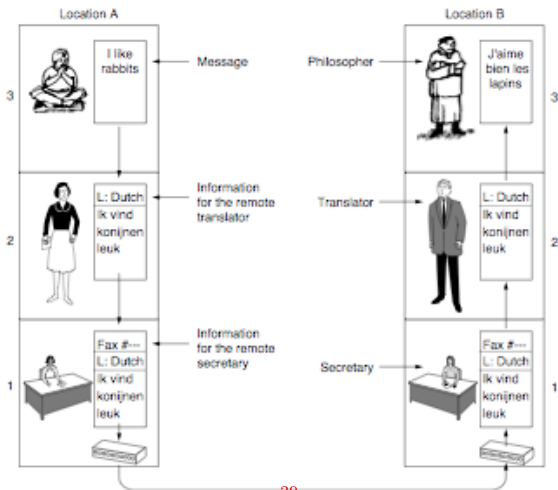 Location A
Location B
I like
rabbits
Message
Philosopher
J'aime
bien les
lapins
3
3
L: Dutch
Ik vind
konijnen
leuk
Information
for the remote
translator
Translator
L: Dutch
Ik vind
konijnen
leuk
2
2
Fax #---
L: Dutch
Ik vind
konijnen
leuk
Information
for the remote
secretary
Secretary
Fax #---
L: Dutch
Ik vind
konijnen
leuk
1
1